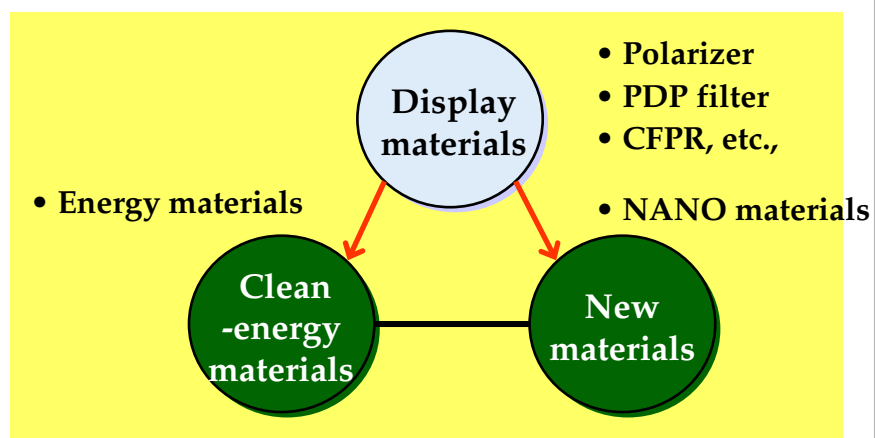 Display
materials
• Polarizer
• PDP filter
• CFPR, etc.,
• Energy materials
• NANO materials
Clean
-energy
materials
New
materials